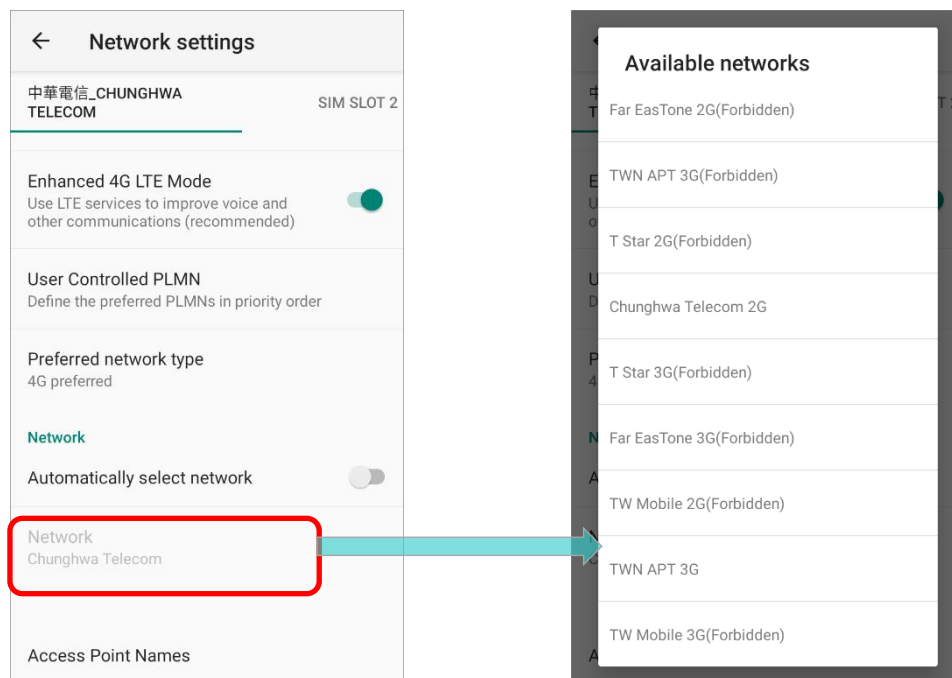 Network settings
中華電信_CHUNGHWA
TELECOM
SIM SLOT 2
Enhanced 4G LTE Mode
Use LTE services to improve voice and
other communications (recommended)
User Controlled PLMN
Define the preferred PLMNs in priority order
Preferred network type
4G preferred
Network
Automatically select network
Network
Chunghwa Telecom
Access Point Names
Available networks
Far EasTone 2G(Forbidden)
TWN APT 3G(Forbidden)
T Star 2G(Forbidden)
Chunghwa Telecom 2G
T Star 3G(Forbidden)
Far EasTone 3G(Forbidden)
TW Mobile 2G(Forbidden)
TWN APT 3G
TW Mobile 3G(Forbidden)